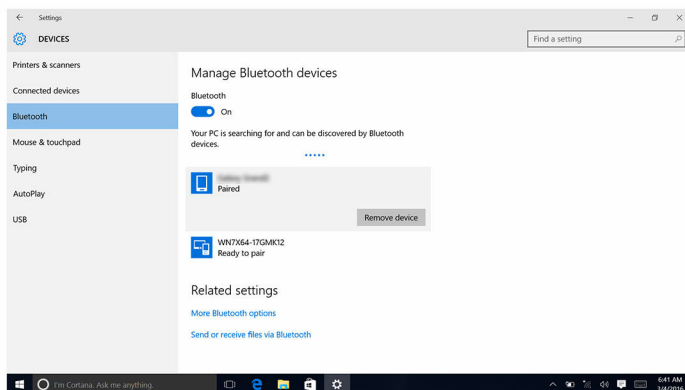 Settings
DEVICES
Find a setting
Printers & scanners
Connected devices
Bluetooth
Mouse & touchpad
Typing
AutoPlay
USB
Manage Bluetooth devices
Bluetooth
On
Your PC is searching for and can be discovered by Bluetooth
devices.
Paired
Remove device
WN7X64-17GMK12
Ready to pair
Related settings
More Bluetooth options
Send or receive files via Bluetooth
I'm Cortana. Ask me anything.
6:41 AM
3/4/2016